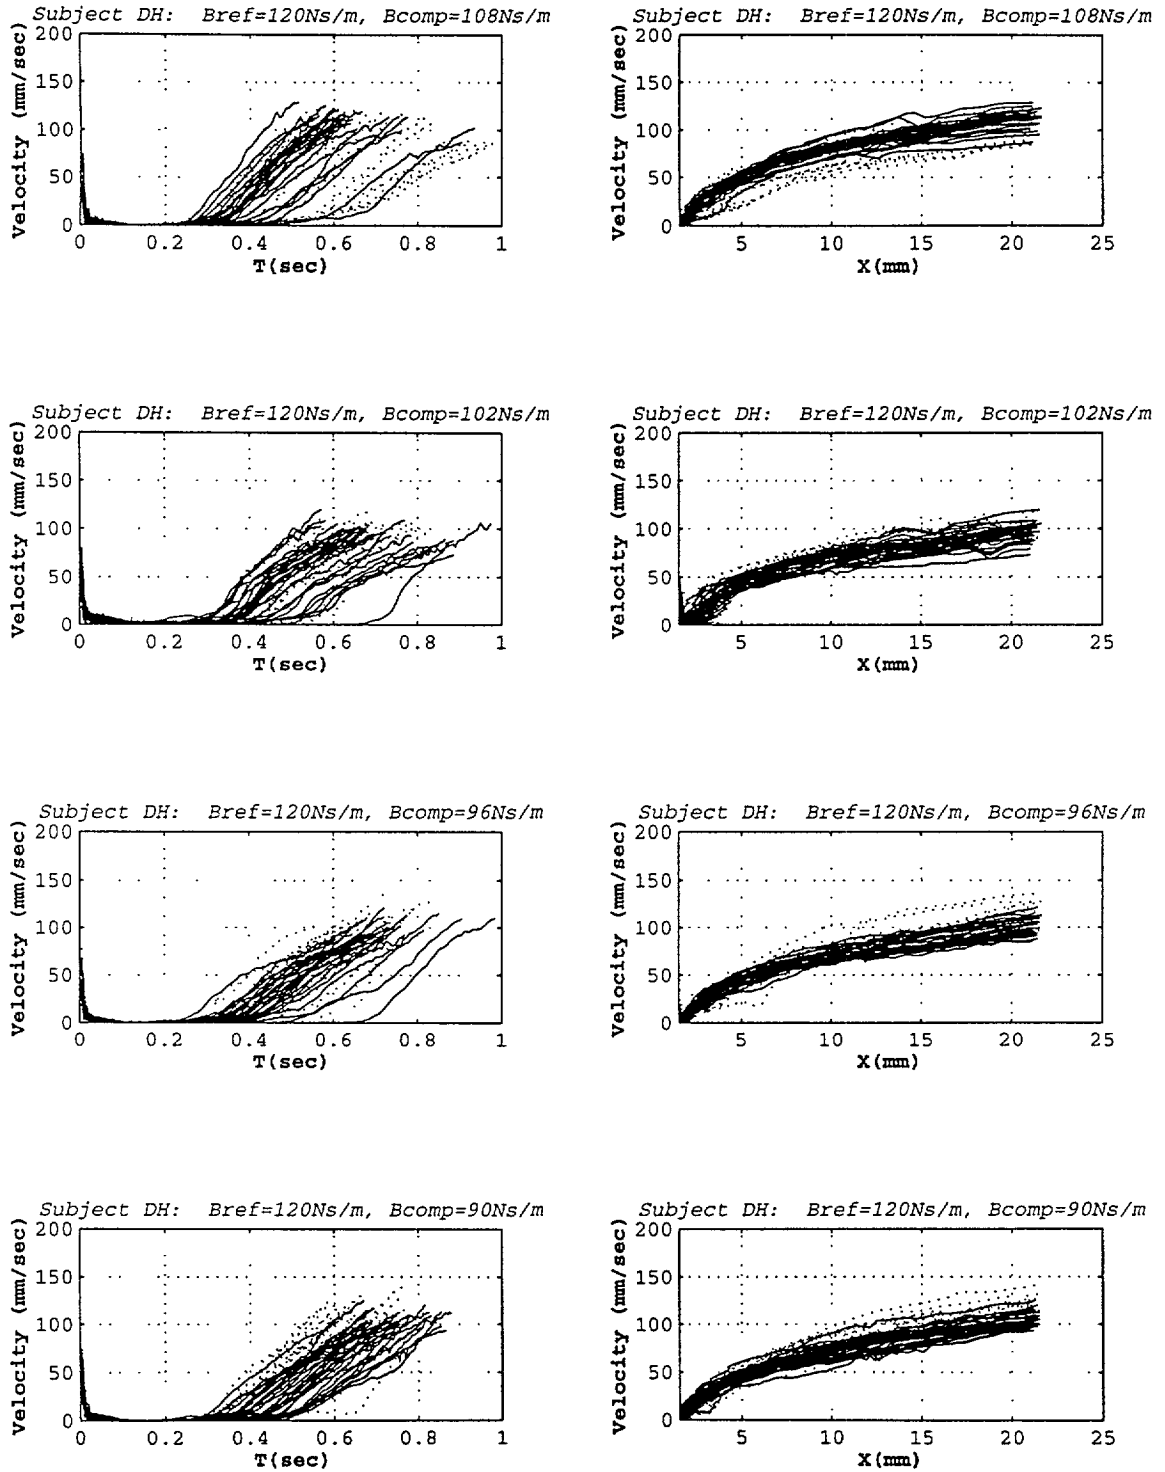 Subject DH: Bref=120Ns/m, Bcomp=108Ns/m
Velocity (mm/sec)
200
150
100
50
0
0 0.2 0.4 0.6 0.8 1
T(sec)
Subject DH: Bref=120Ns/m, Bcomp=108Ns/m
Velocity (mm/sec)
200
150
100
50
0
5 10 15 20 25
X(mm)
Subject DH: Bref=120Ns/m, Bcomp=102Ns/m
Velocity (mm/sec)
200
150
100
50
0
0 0.2 0.4 0.6 0.8 1
T(sec)
Subject DH: Bref=120Ns/m, Bcomp=102Ns/m
Velocity (mm/sec)
200
150
100
50
0
5 10 15 20 25
X(mm)
Subject DH: Bref=120Ns/m, Bcomp=96Ns/m
Velocity (mm/sec)
200
150
100
50
0
0 0.2 0.4 0.6 0.8 1
T(sec)
Subject DH: Bref=120Ns/m, Bcomp=96Ns/m
Velocity (mm/sec)
200
150
100
50
0
5 10 15 20 25
X(mm)
Subject DH: Bref=120Ns/m, Bcomp=90Ns/m
Velocity (mm/sec)
200
150
100
50
0
0 0.2 0.4 0.6 0.8 1
T(sec)
Subject DH: Bref=120Ns/m, Bcomp=90Ns/m
Velocity (mm/sec)
200
150
100
50
0
5 10 15 20 25
X(mm)